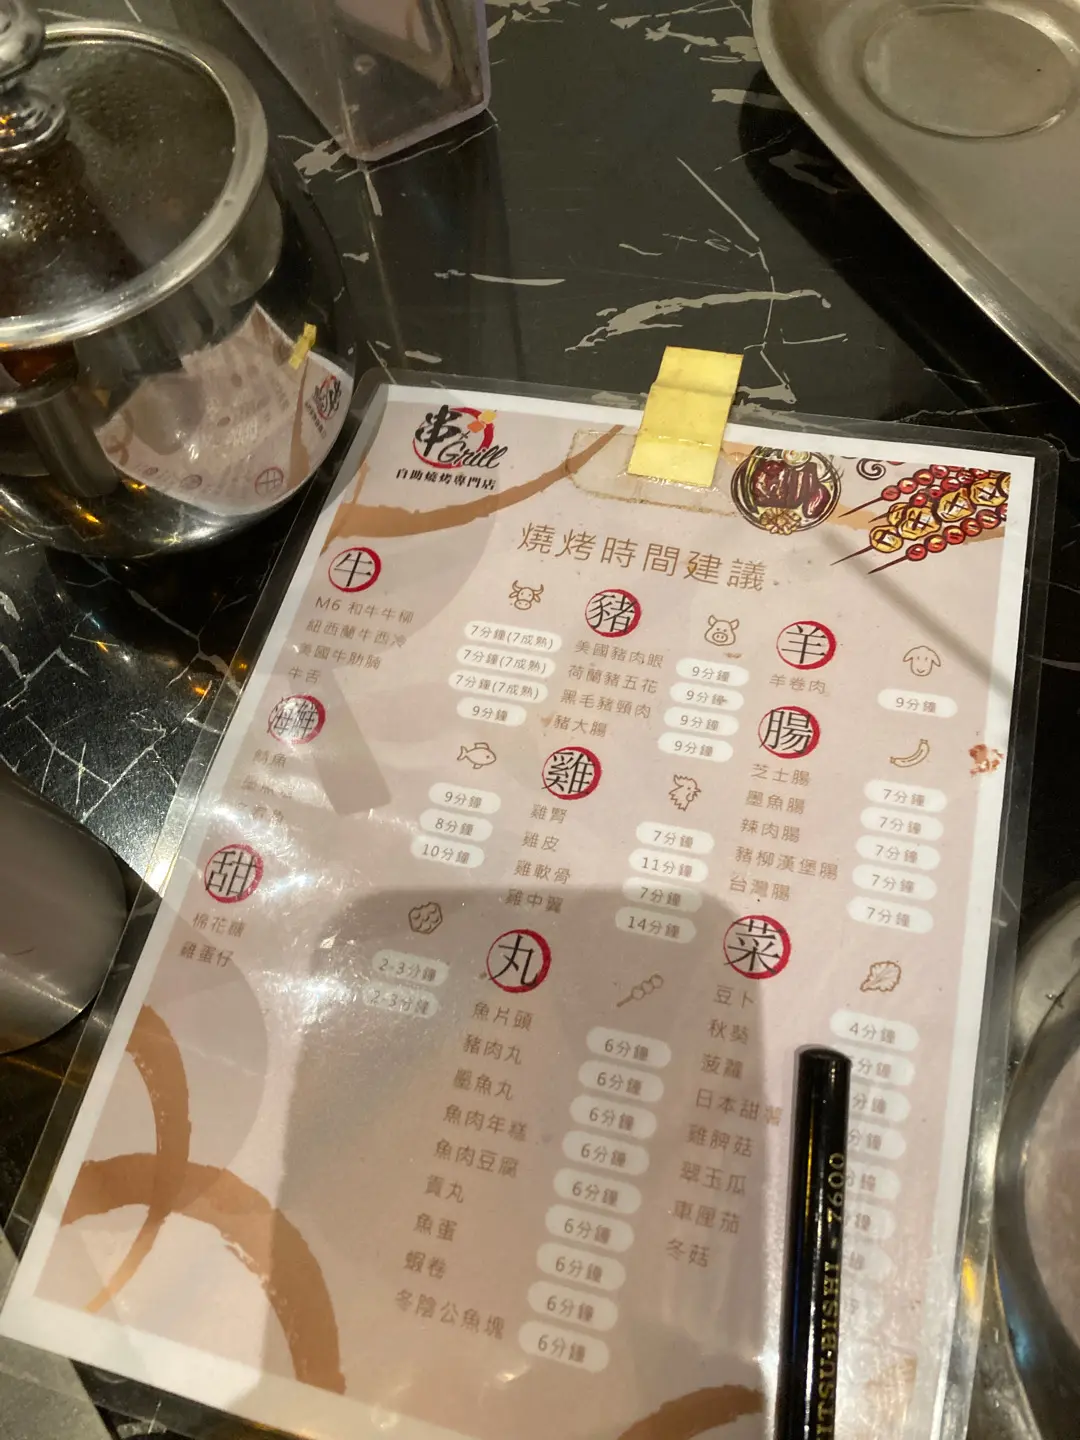 串
Grill
自助燒烤專門店
燒烤時間建議
牛
M6 和牛牛柳 7分鐘(7成熟)
紐西蘭牛西冷 7分鐘(7成熟)
美國牛肋腩 7分鐘(7成熟)
牛舌 9分鐘
海鮮
魚 9分鐘
8分鐘
10分鐘
甜
棉花糖 2-3分鐘
雞蛋仔 2-3分鐘
豬
美國豬肉眼 9分鐘
荷蘭豬五花 9分鐘
黑毛豬頸肉 9分鐘
豬大腸 9分鐘
雞
雞腎 7分鐘
雞皮 11分鐘
雞軟骨 7分鐘
雞中翼 14分鐘
丸
魚片頭 6分鐘
豬肉丸 6分鐘
墨魚丸 6分鐘
魚肉年糕 6分鐘
魚肉豆腐 6分鐘
貢丸 6分鐘
魚蛋 6分鐘
蝦卷 6分鐘
冬陰公魚塊 6分鐘
羊
羊卷肉 9分鐘
腸
芝士腸 7分鐘
墨魚腸 7分鐘
辣肉腸 7分鐘
豬柳漢堡腸 7分鐘
台灣腸 7分鐘
菜
豆卜 4分鐘
秋葵 分鐘
菠蘿 分鐘
日本甜 分鐘
雞脾菇 鐘
翠玉瓜 鐘
車厘茄
冬菇
ITSUBISHI · 7600